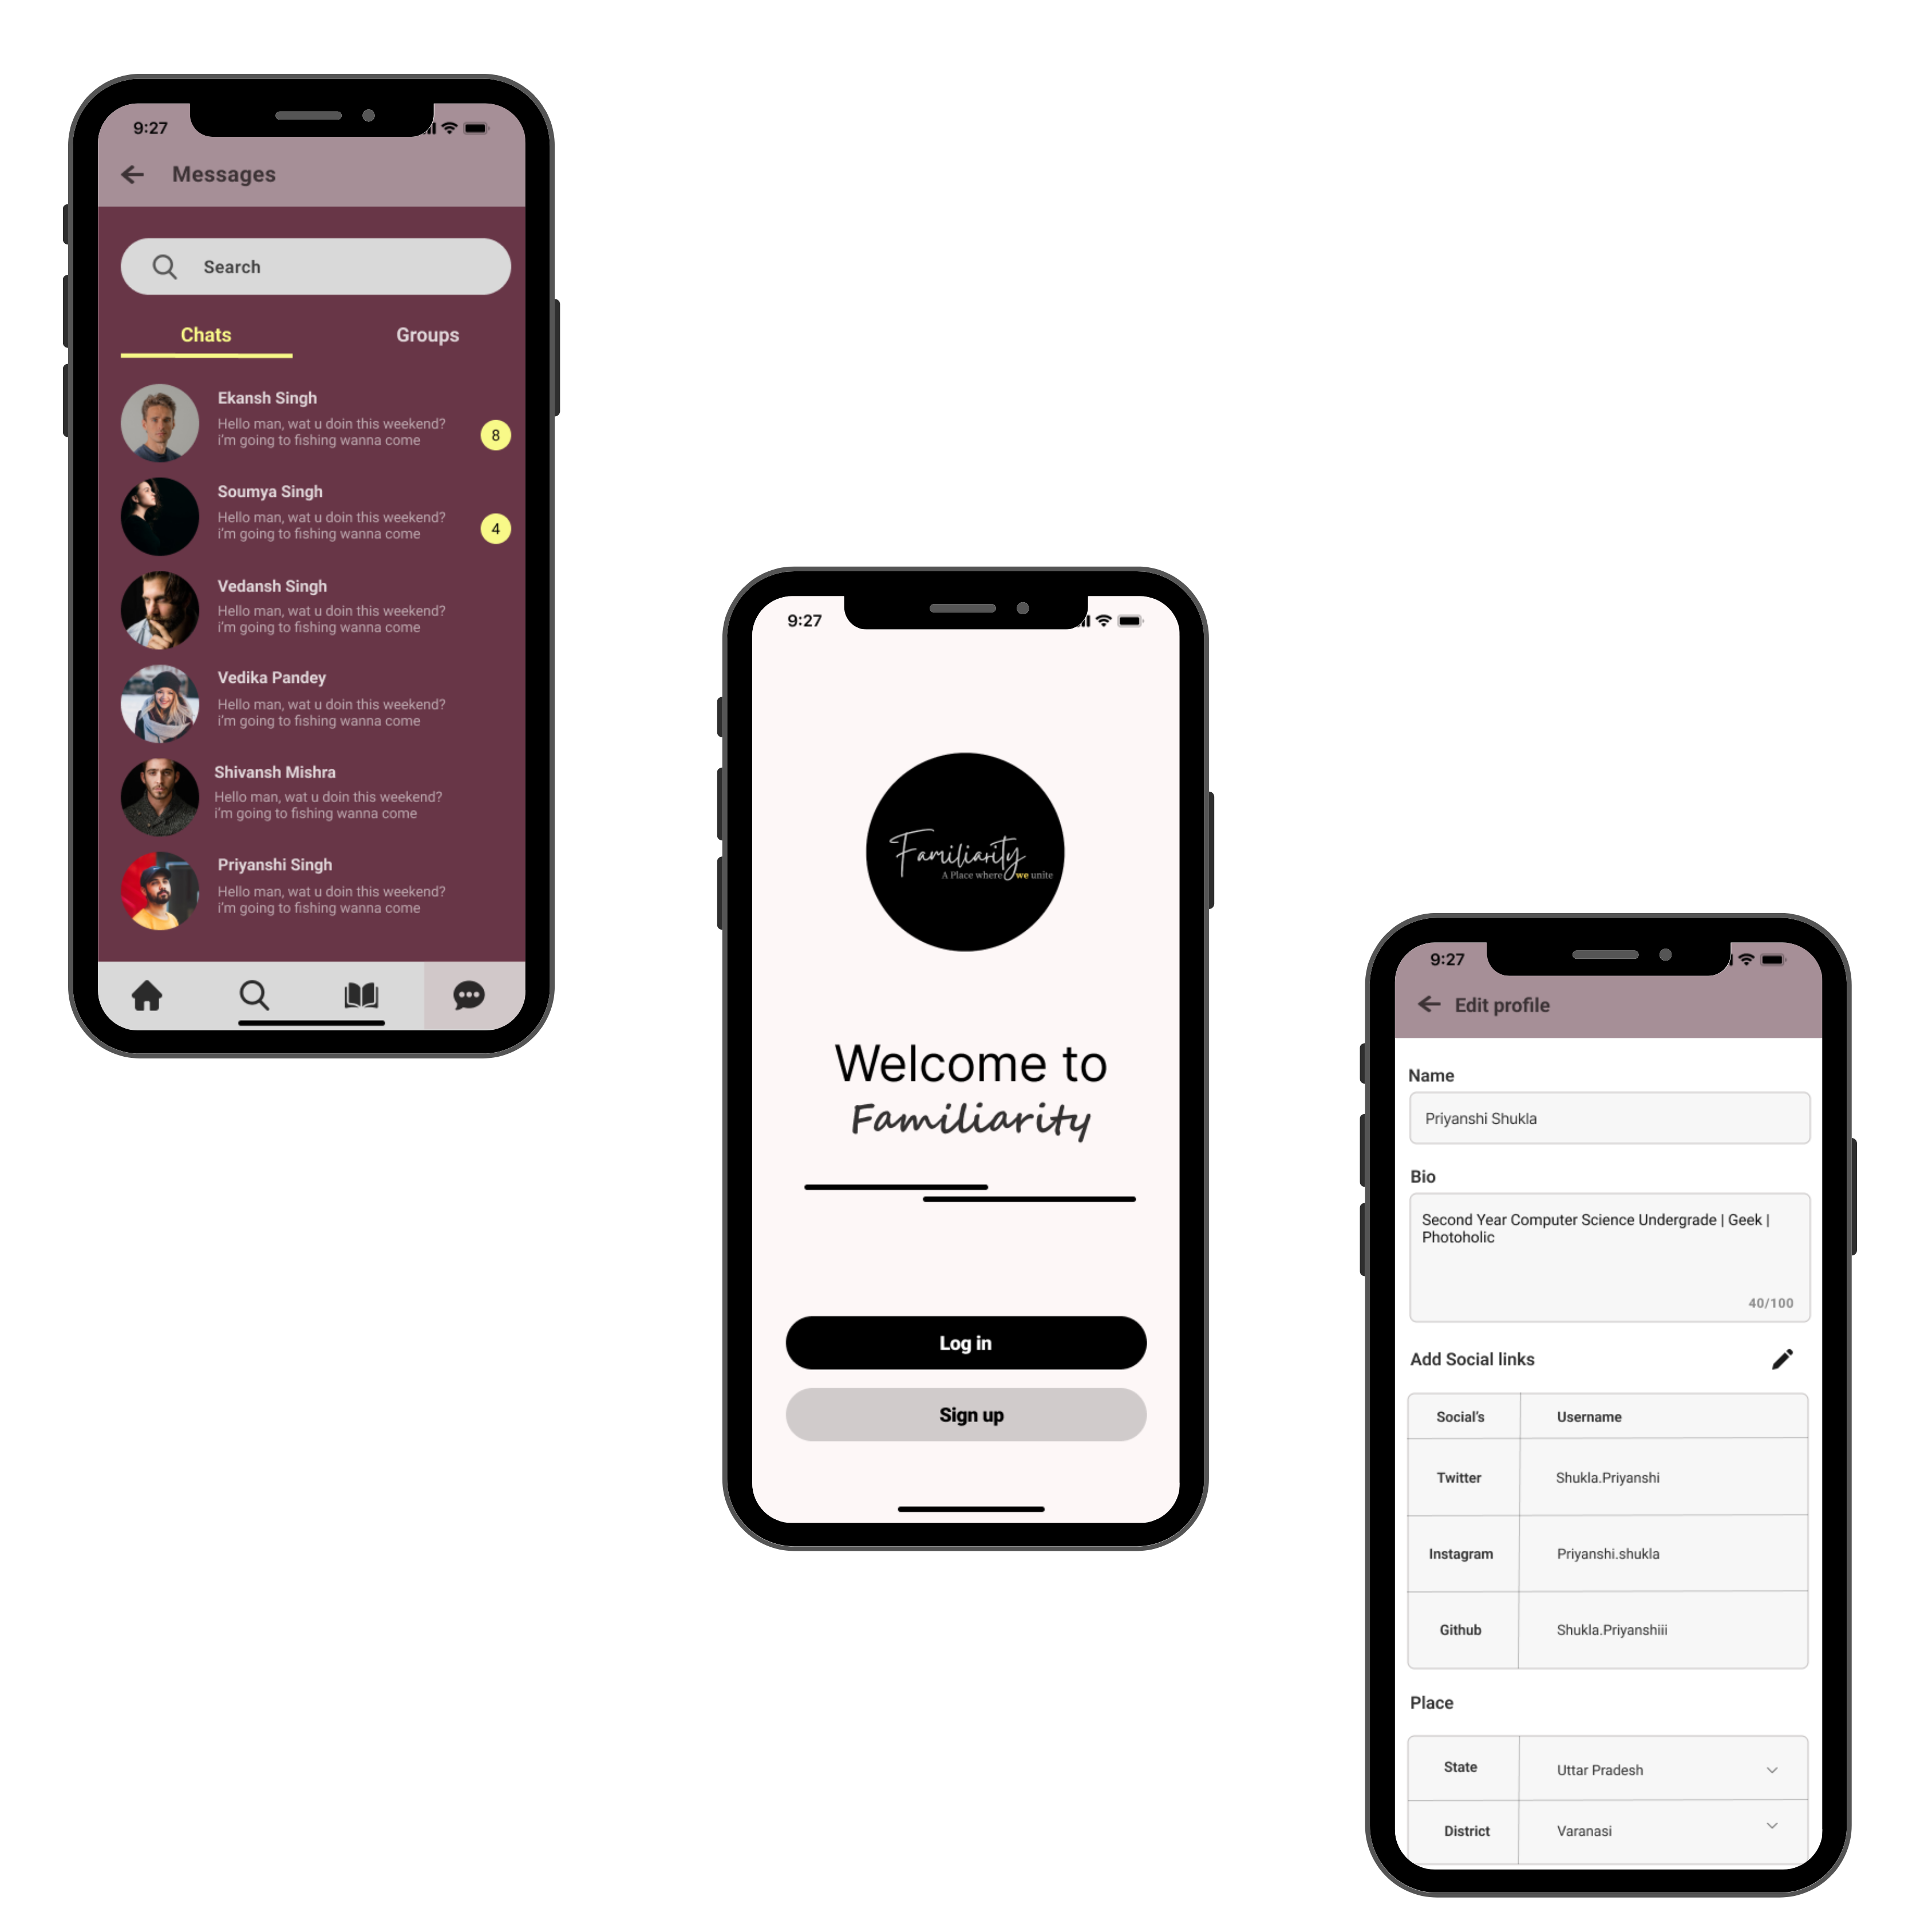 9:27
Messages
Search
Chats Groups
Ekansh Singh
Hello man, wat u doin this weekend?
i'm going to fishing wanna come
8
Soumya Singh
Hello man, wat u doin this weekend?
i'm going to fishing wanna come
4
Vedansh Singh
Hello man, wat u doin this weekend?
i'm going to fishing wanna come
Vedika Pandey
Hello man, wat u doin this weekend?
i'm going to fishing wanna come
Shivansh Mishra
Hello man, wat u doin this weekend?
i'm going to fishing wanna come
Priyanshi Singh
Hello man, wat u doin this weekend?
i'm going to fishing wanna come
9:27
Familiarity
A Place where we unite
Welcome to
Familiarity
Log in
Sign up
9:27
Edit profile
Name
Priyanshi Shukla
Bio
Second Year Computer Science Undergrade | Geek |
Photoholic
40/100
Add Social links
Social's Username
Twitter Shukla.Priyanshi
Instagram Priyanshi.shukla
Github Shukla.Priyanshiii
Place
State Uttar Pradesh
District Varanasi